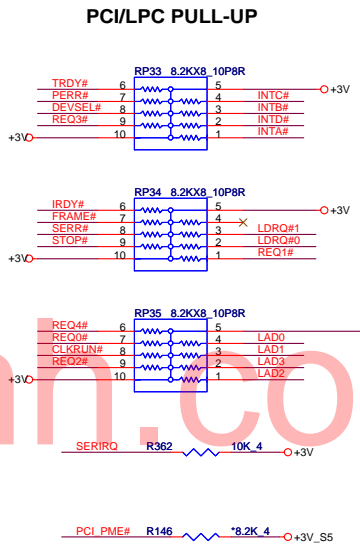 PCI/LPC PULL-UP
RP33 8.2KX8_10P8R
TRDY# 6 5 +3V
PERR# 7 4 INTC#
DEVSEL# 8 3 INTB#
REQ3# 9 2 INTD#
+3V 10 1 INTA#
RP34 8.2KX8_10P8R
IRDY# 6 5 +3V
FRAME# 7 4
SERR# 8 3 LDRQ#1
STOP# 9 2 LDRQ#0
+3V 10 1 REQ1#
RP35 8.2KX8_10P8R
REQ4# 6 5
REQ0# 7 4 LAD0
CLKRUN# 8 3 LAD1
REQ2# 9 2 LAD3
+3V 10 1 LAD2
nh.co
SERIRQ R362 10K_4 +3V
PCI_PME# R146 *8.2K_4 +3V_S5